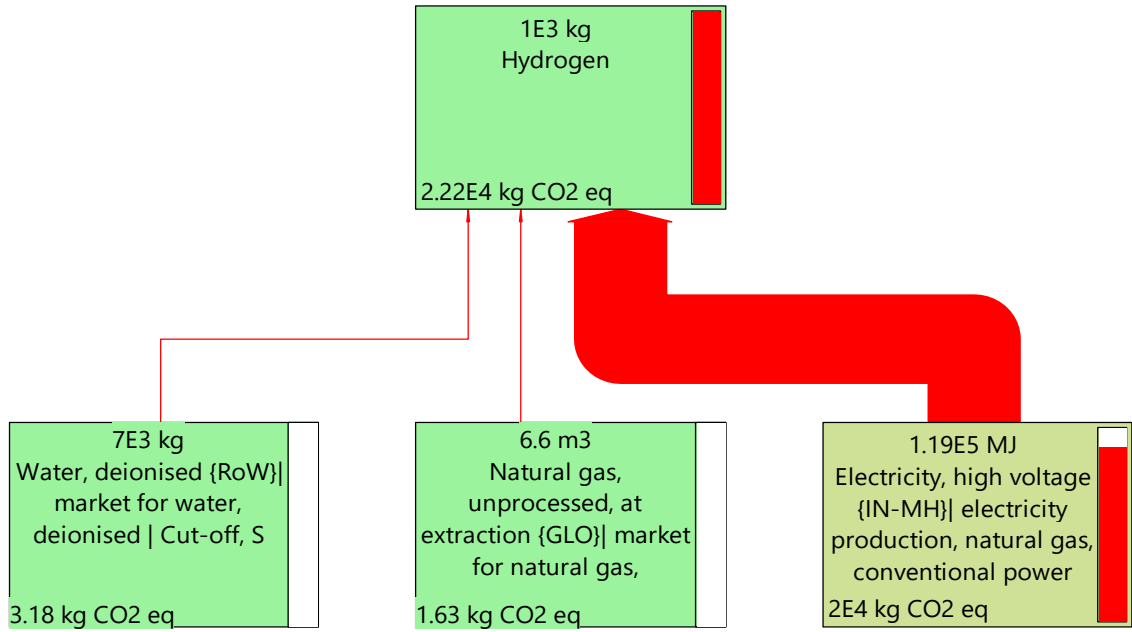 1E3 kg
Hydrogen
2.22E4 kg CO2 eq
7E3 kg
Water, deionised {RoW}|
market for water,
deionised | Cut-off, S
3.18 kg CO2 eq
6.6 m3
Natural gas,
unprocessed, at
extraction {GLO}| market
for natural gas,
1.63 kg CO2 eq
1.19E5 MJ
Electricity, high voltage
{IN-MH}| electricity
production, natural gas,
conventional power
2E4 kg CO2 eq